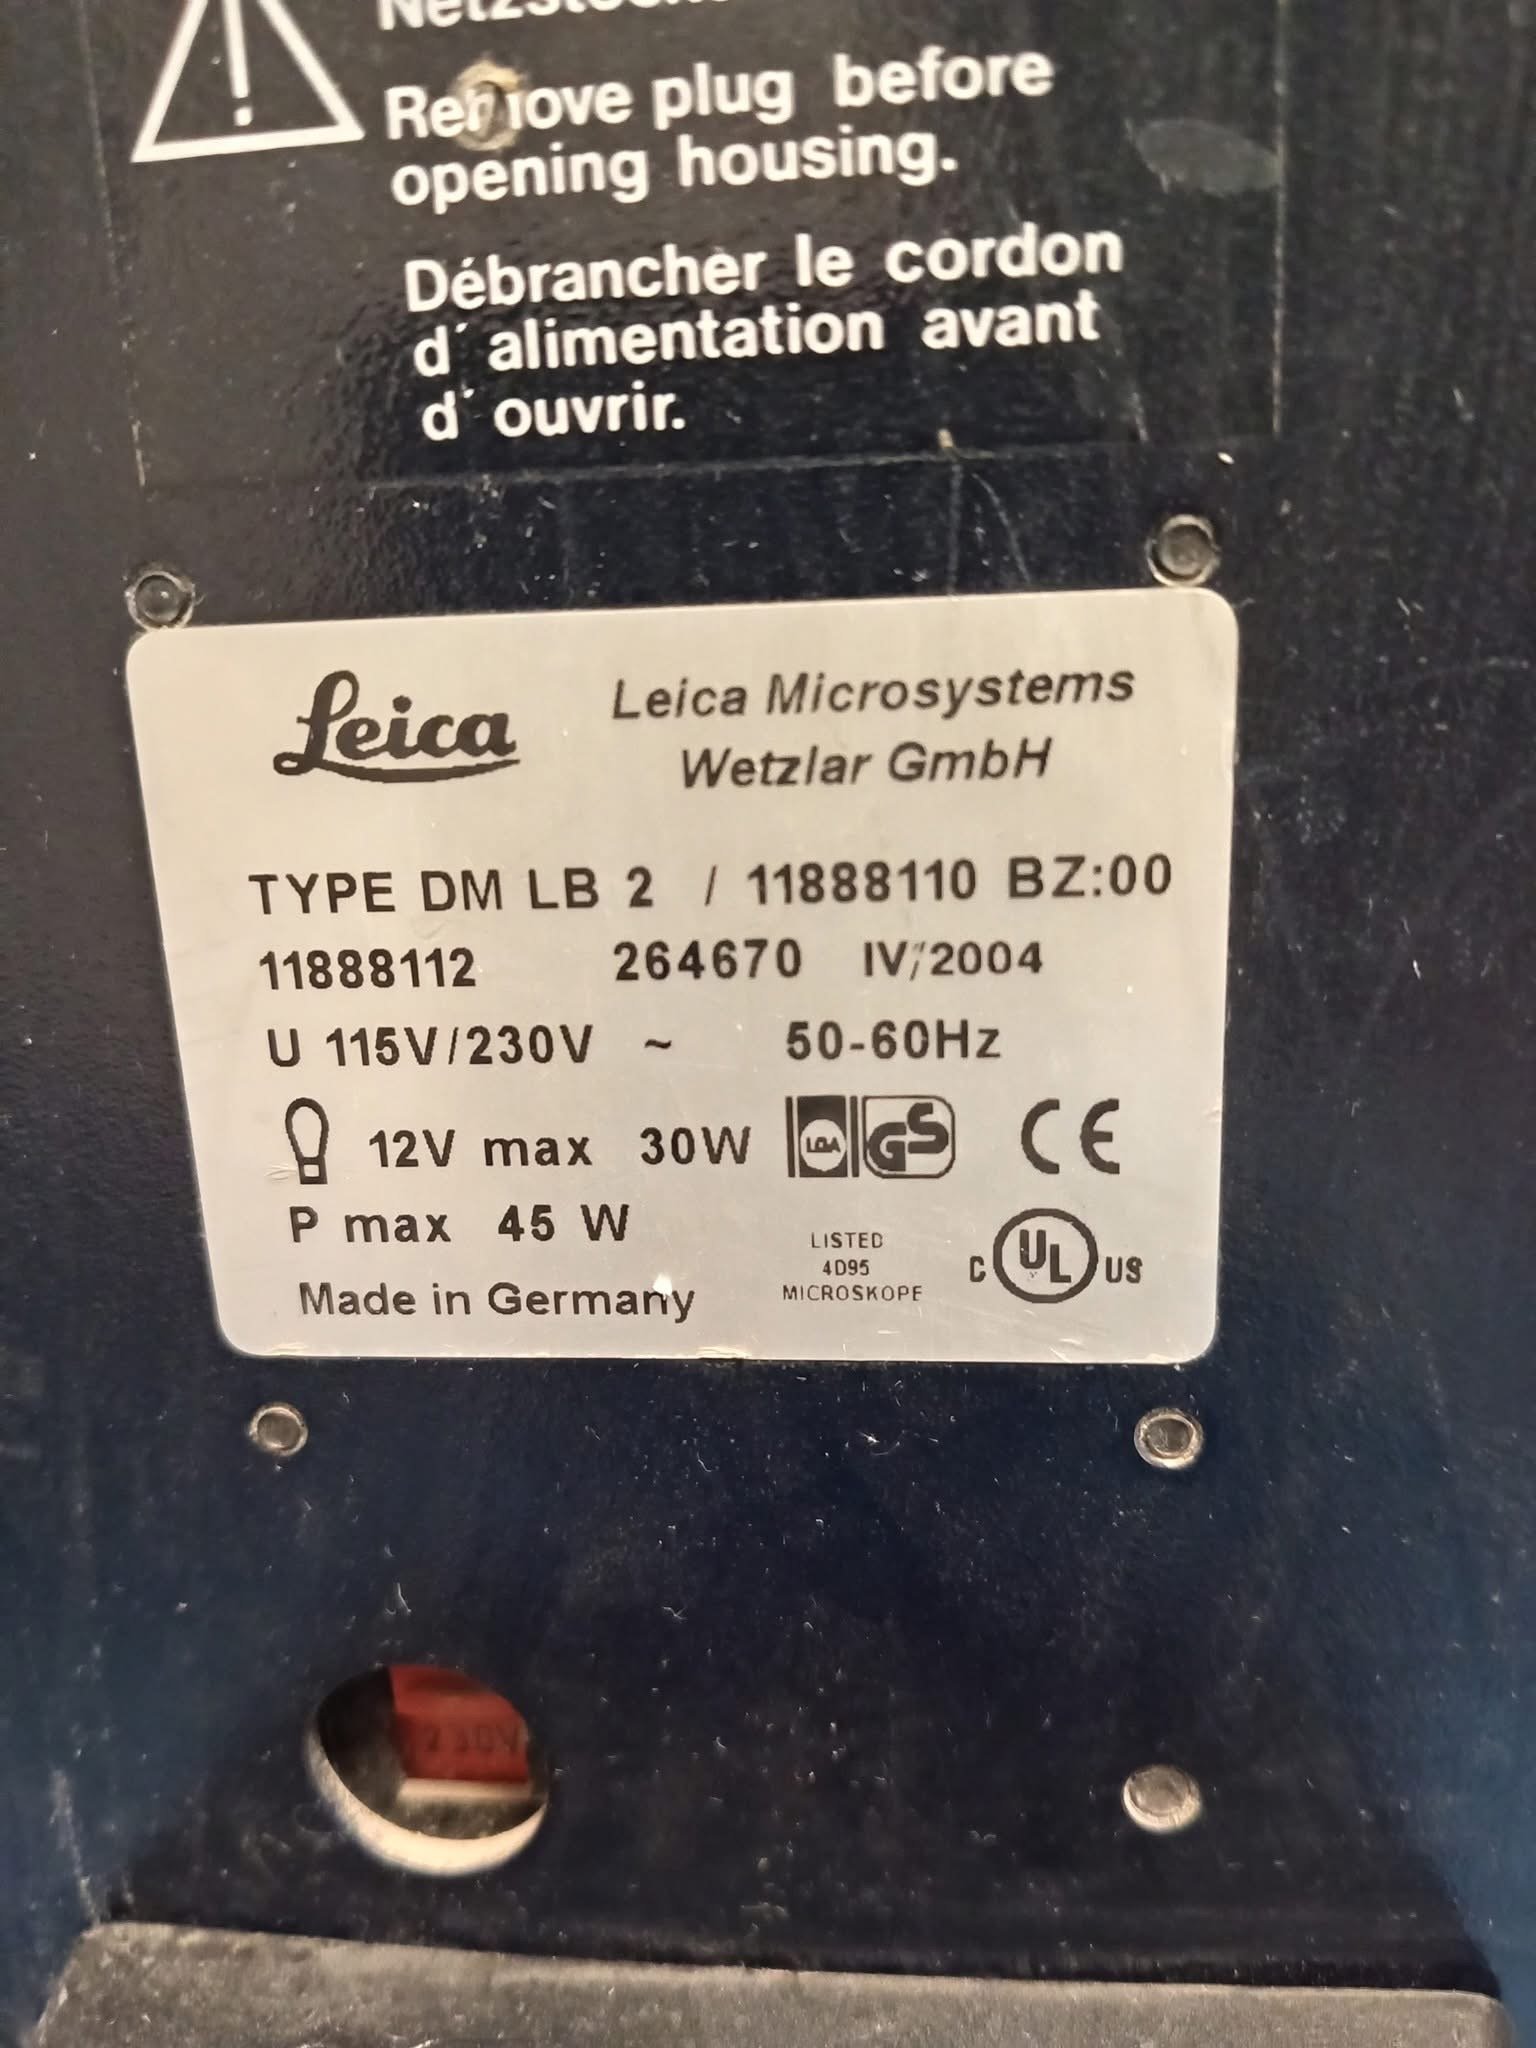 Remove plug before
opening housing.
Débrancher le cordon
d´alimentation avant
d´ouvrir.
Leica
Leica Microsystems
Wetzlar GmbH
TYPE DM LB 2 / 11888110 BZ:00
11888112 264670 IV/2004
U 115V/230V ~ 50-60Hz
12V max 30W LGA GS CE
P max 45 W
LISTED
4D95
MICROSKOPE
C UL US
Made in Germany
230V